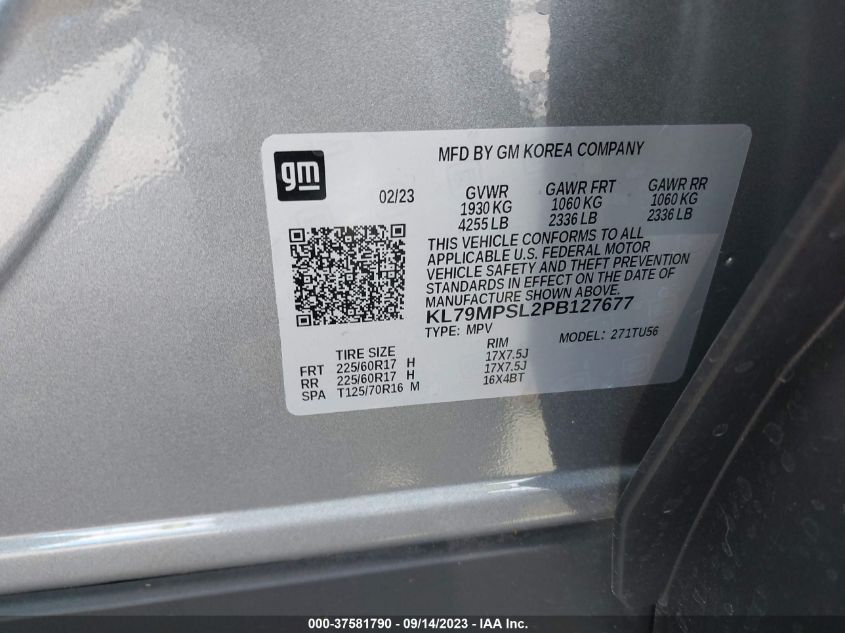 gm
MFD BY GM KOREA COMPANY
02/23
GVWR GAWR FRT GAWR RR
1930 KG 1060 KG 1060 KG
4255 LB 2336 LB 2336 LB
THIS VEHICLE CONFORMS TO ALL
APPLICABLE U.S. FEDERAL MOTOR
VEHICLE SAFETY AND THEFT PREVENTION
STANDARDS IN EFFECT ON THE DATE OF
MANUFACTURE SHOWN ABOVE.
KL79MPSL2PB127677
TYPE: MPV MODEL: 271TU56
TIRE SIZE RIM
FRT 225/60R17 H 17X7.5J
RR 225/60R17 H 17X7.5J
SPA T125/70R16 M 16X4BT
000-37581790 - 09/14/2023 - IAA Inc.